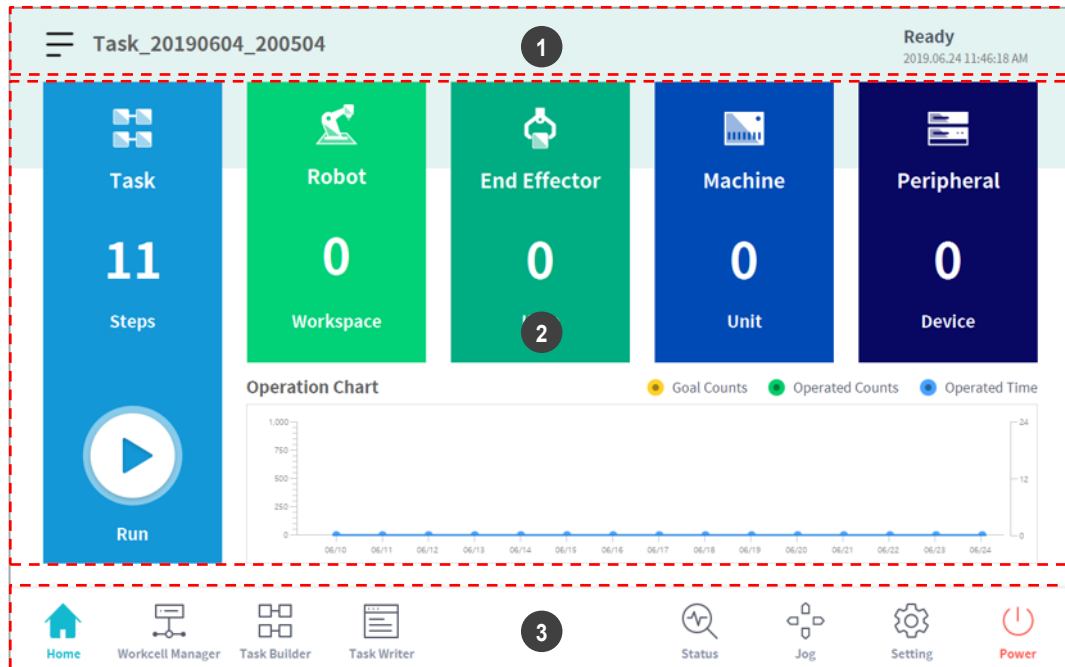 Task_20190604_200504
1
Ready
2019.06.24 11:46:18 AM
Task
11
Steps
Run
Robot
0
Workspace
End Effector
0
2
Machine
0
Unit
Peripheral
0
Device
Operation Chart
Goal Counts
Operated Counts
Operated Time
1,000
750
500
250
0
24
12
0
06/10 06/11 06/12 06/13 06/14 06/15 06/16 06/17 06/18 06/19 06/20 06/21 06/22 06/23 06/24
Home
Workcell Manager
Task Builder
Task Writer
3
Status
Jog
Setting
Power